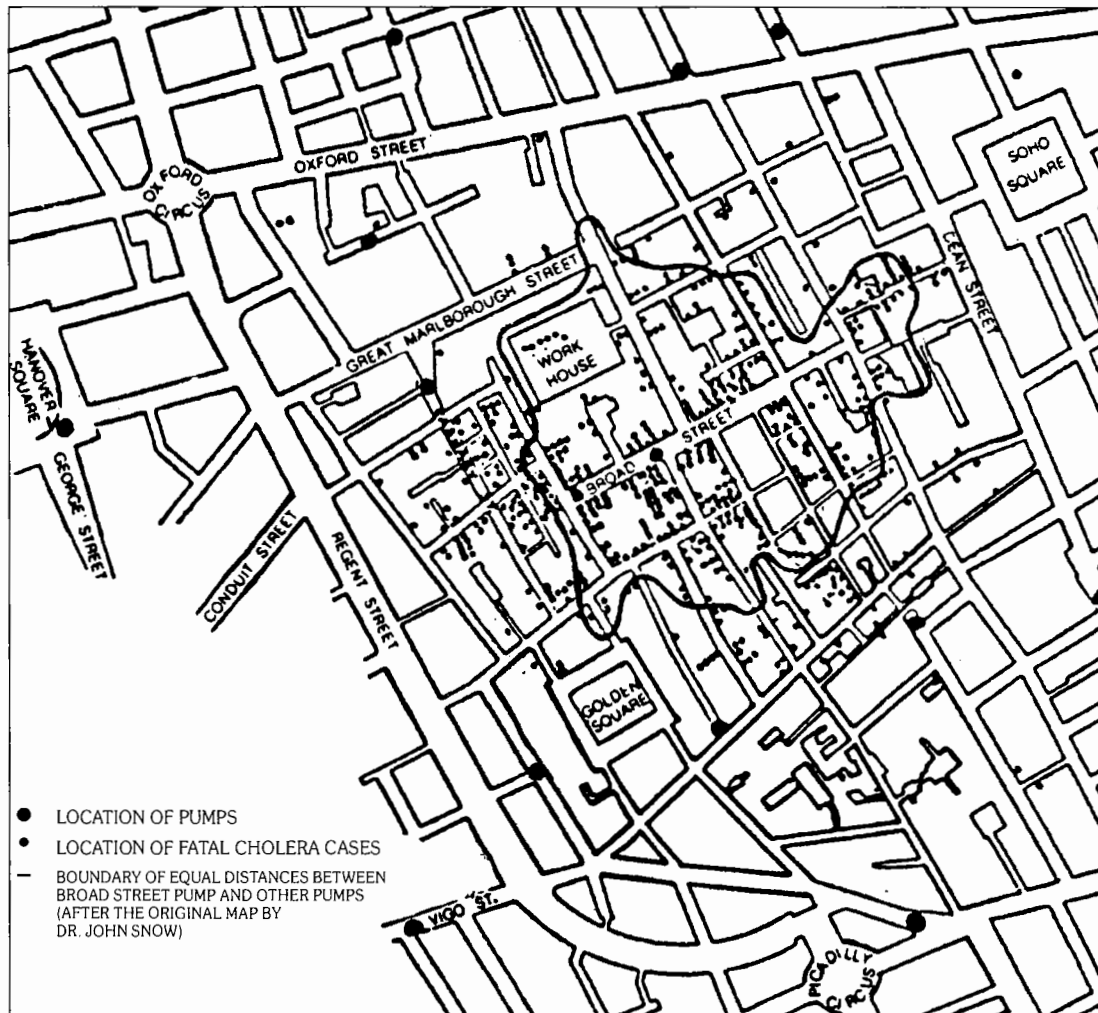 OXFORD STREET
OXFORD
CIRCUS
SOHO
SQUARE
DEAN STREET
GREAT MARLBOROUGH STREET
HANOVER
SQUARE
WORK
HOUSE
BROAD STREET
GEORGE STREET
CONDUIT STREET
REGENT STREET
GOLDEN
SQUARE
LOCATION OF PUMPS
LOCATION OF FATAL CHOLERA CASES
BOUNDARY OF EQUAL DISTANCES BETWEEN
BROAD STREET PUMP AND OTHER PUMPS
(AFTER THE ORIGINAL MAP BY
DR. JOHN SNOW)
VIGO ST.
PICADILLY
CIRCUS